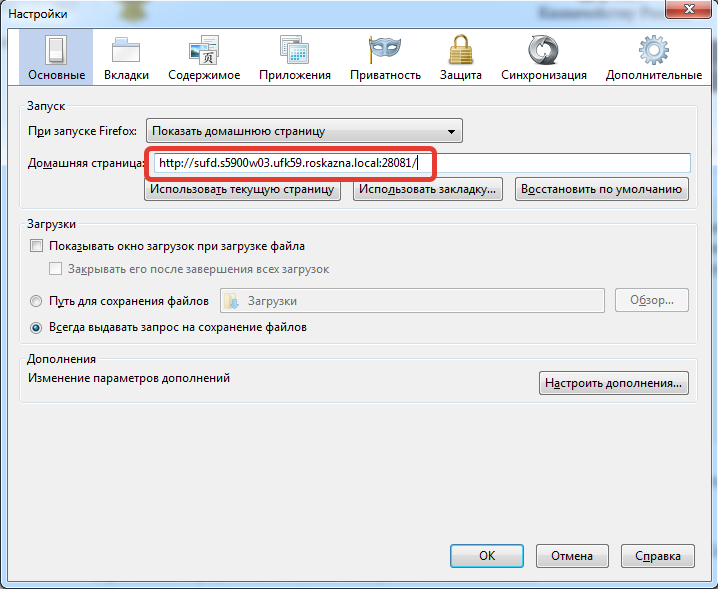 Настройки
Основные Вкладки Содержимое Приложения Приватность Защита Синхронизация Дополнительные
Запуск
При запуске Firefox: Показать домашнюю страницу
Домашняя страница: http://sufd.s5900w03.ufk59.roskazna.local:28081/
Использовать текущую страницу Использовать закладку... Восстановить по умолчанию
Загрузки
Показывать окно загрузок при загрузке файла
Закрывать его после завершения всех загрузок
Путь для сохранения файлов Загрузки Обзор...
Всегда выдавать запрос на сохранение файлов
Дополнения
Изменение параметров дополнений
Настроить дополнения...
OK Отмена Справка